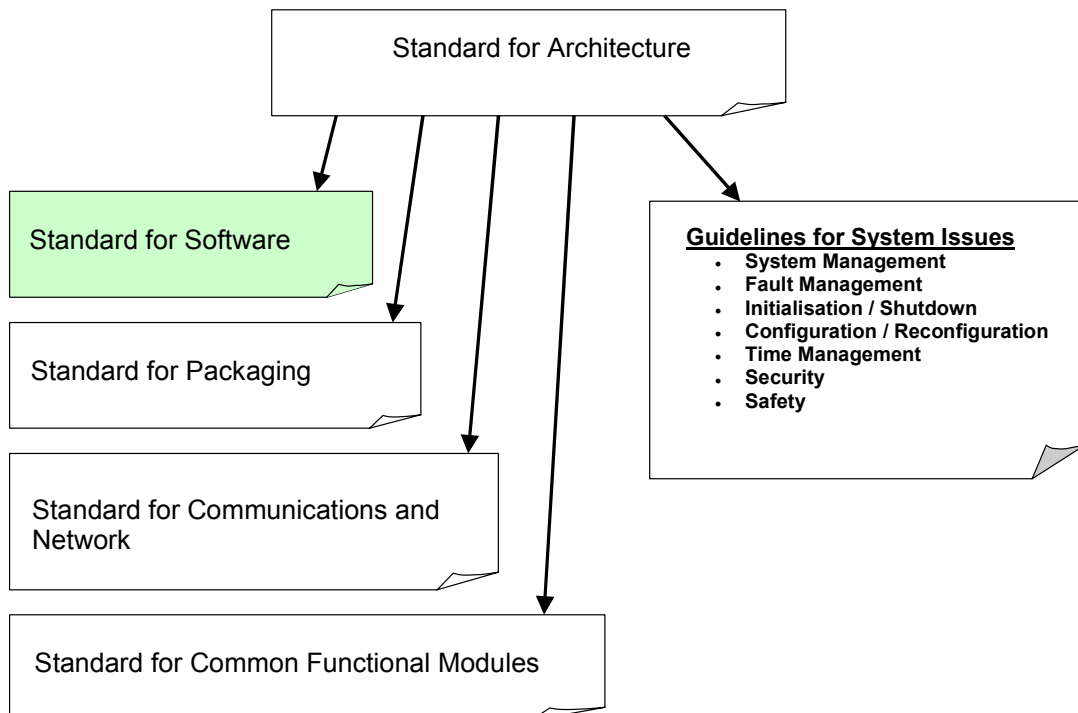 Standard for Architecture
Standard for Software
Standard for Packaging
Standard for Communications and
Network
Standard for Common Functional Modules
Guidelines for System Issues
• System Management
• Fault Management
• Initialisation / Shutdown
• Configuration / Reconfiguration
• Time Management
• Security
• Safety